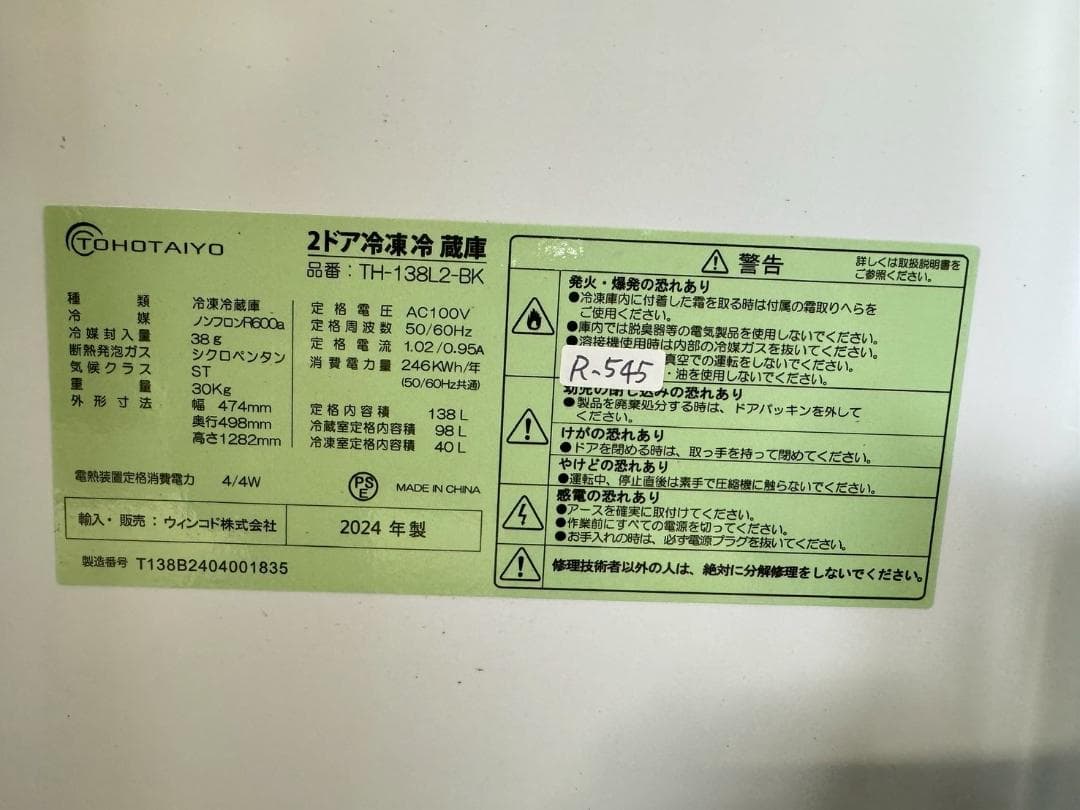 TOHOTAIYO
2ドア冷凍冷蔵庫
品番：TH-138L2-BK
種類 冷凍冷蔵庫
冷媒 ノンフロンR600a
冷媒封入量 38g
断熱発泡ガス シクロペンタン
気候クラス ST
重量 30Kg
外形寸法 幅 474mm
奥行498mm
高さ1282mm
定格電圧 AC100V
定格周波数 50/60Hz
定格電流 1.02/0.95A
消費電力量 246KWh/年
(50/60Hz共通)
定格内容積 138L
冷蔵室定格内容積 98L
冷凍室定格内容積 40L
電熱装置定格消費電力 4/4W
PSE
MADE IN CHINA
輸入・販売：ウィンコド株式会社
2024年製
製造番号 T138B2404001835
警告
詳しくは取扱説明書を
ご参照ください。
発火・爆発の恐れあり
●冷凍庫内に付着した霜を取る時は付属の霜取りへらを
ご使用ください。
●庫内では脱臭器等の電気製品を使用しないでください。
●溶接機使用時は内部の冷媒ガスを抜いてください。
真空での運転をしないでください。
・油を使用しないでください。
R-545
幼児の閉じ込みの恐れあり
●製品を廃棄処分する時は、ドアパッキンを外して
ください。
けがの恐れあり
●ドアを閉める時は、取っ手を持って閉めてください。
やけどの恐れあり
●運転中、停止直後は素手で圧縮機に触らないでください。
感電の恐れあり
●アースを確実に取付けてください。
●作業前にすべての電源を切ってください。
●お手入れの時は、必ず電源プラグを抜いてください。
修理技術者以外の人は、絶対に分解修理をしないでください。